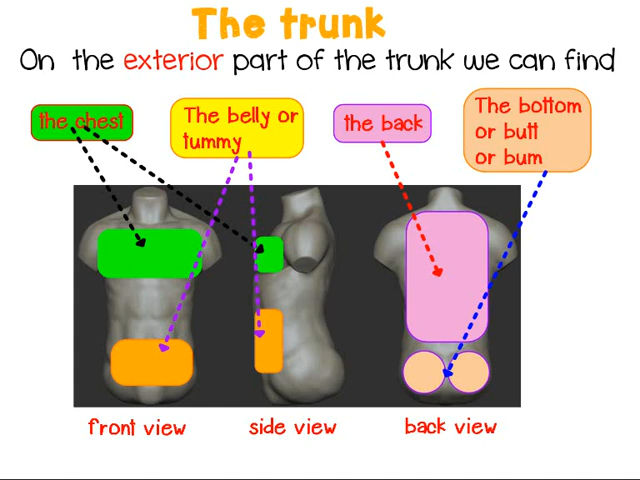 The trunk
On the exterior part of the trunk we can find
the chest
The belly or
tummy
the back
The bottom
or butt
or bum
front view
side view
back view